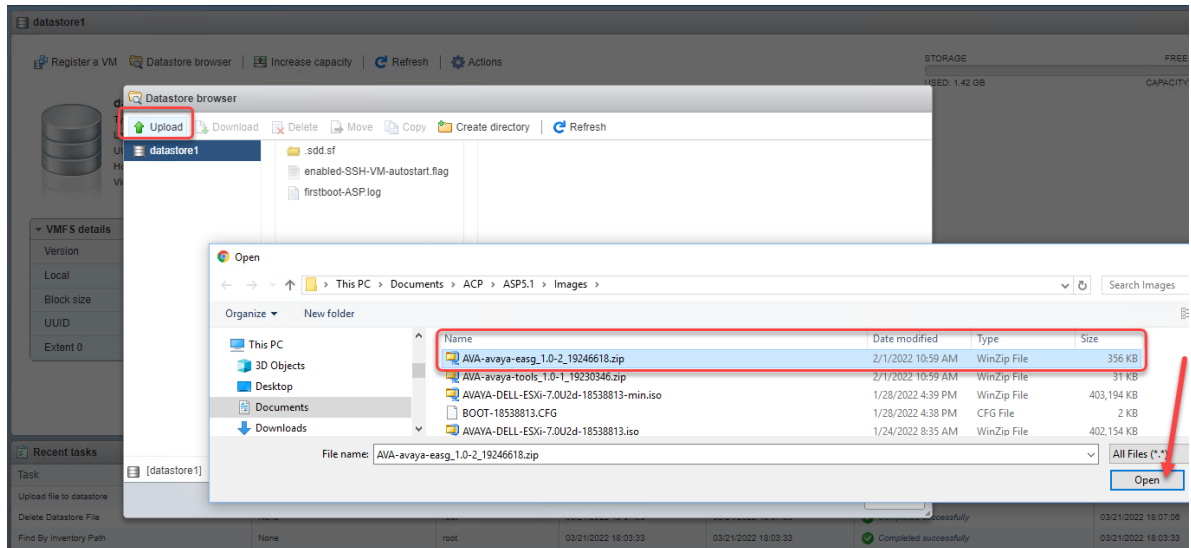 datastore1
Register a VM Datastore browser Increase capacity Refresh Actions
STORAGE FREE
USED: 1.42 GB CAPACITY
Datastore browser
Upload Download Delete Move Copy Create directory Refresh
datastore1
.sdd.sf
enabled-SSH-VM-autostart.flag
firstboot-ASP.log
VMFS details
Version
Local
Block size
UUID
Extent 0
Open
This PC > Documents > ACP > ASP5.1 > Images >
Search Images
Organize New folder
Name Date modified Type Size
This PC
3D Objects
Desktop
Documents
Downloads
AVA-avaya-easg_1.0-2_19246618.zip 2/1/2022 10:59 AM WinZip File 356 KB
AVA-avaya-tools_1.0-1_19230346.zip 2/1/2022 10:59 AM WinZip File 31 KB
AVAYA-DELL-ESXi-7.0U2d-18538813-min.iso 1/28/2022 4:39 PM WinZip File 403,194 KB
BOOT-18538813.CFG 1/28/2022 4:38 PM CFG File 2 KB
AVAYA-DELL-ESXi-7.0U2d-18538813.iso 1/24/2022 8:35 AM WinZip File 402,154 KB
File name: AVA-avaya-easg_1.0-2_19246618.zip
All Files (*.*)
Open
Recent tasks
Task
[datastore1]
Upload file to datastore
Delete Datastore File None root Completed successfully 03/21/2022 18:07:06
Find By Inventory Path None root 03/21/2022 18:03:33 03/21/2022 18:03:33 Completed successfully 03/21/2022 18:03:33